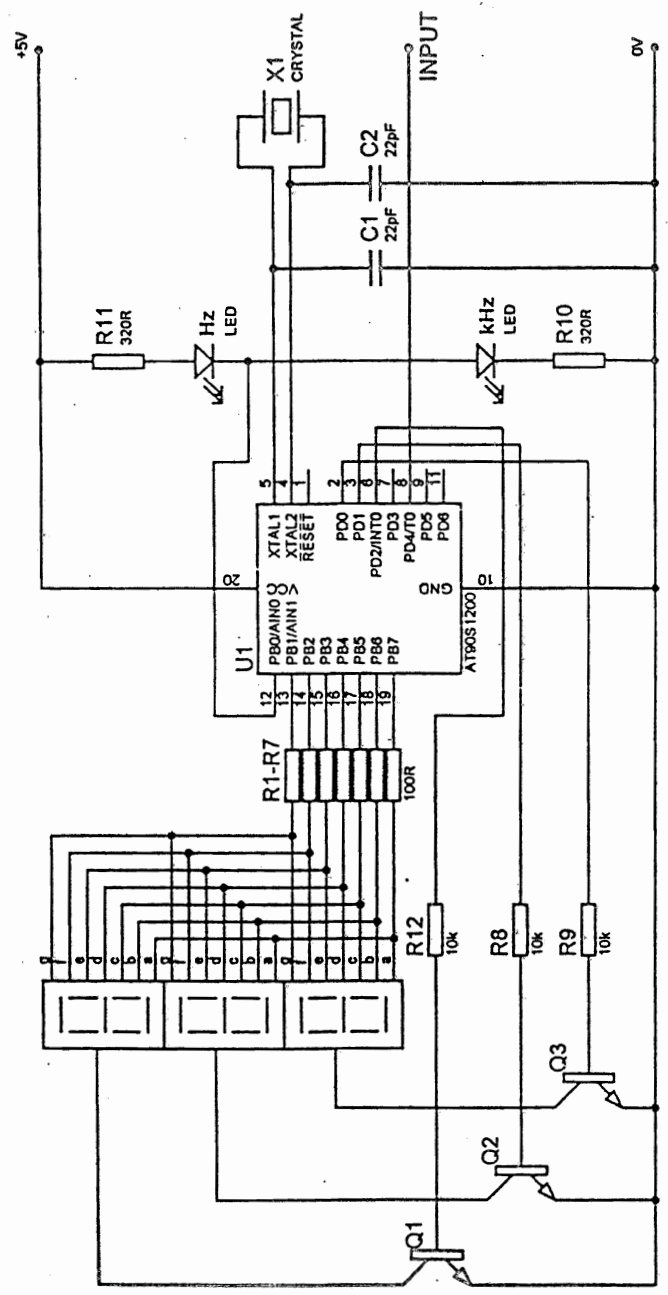 +5V
INPUT
0V
X1
CRYSTAL
C2
22pF
C1
22pF
R11
320R
Hz
LED
kHz
LED
R10
320R
U1
AT90S1200
5
4
1
XTAL1
XTAL2
RESET
2
3
6
7
8
9
11
PD0
PD1
PD2/INT0
PD3
PD4/T0
PD5
PD6
20
VCC
10
GND
PB0/AIN0
PB1/AIN1
PB2
PB3
PB4
PB5
PB6
PB7
12
13
14
15
16
17
18
19
R1-R7
100R
g
f
e
d
c
b
a
g
f
e
d
c
b
a
g
f
e
d
c
b
a
R12
10k
R8
10k
R9
10k
Q3
Q2
Q1